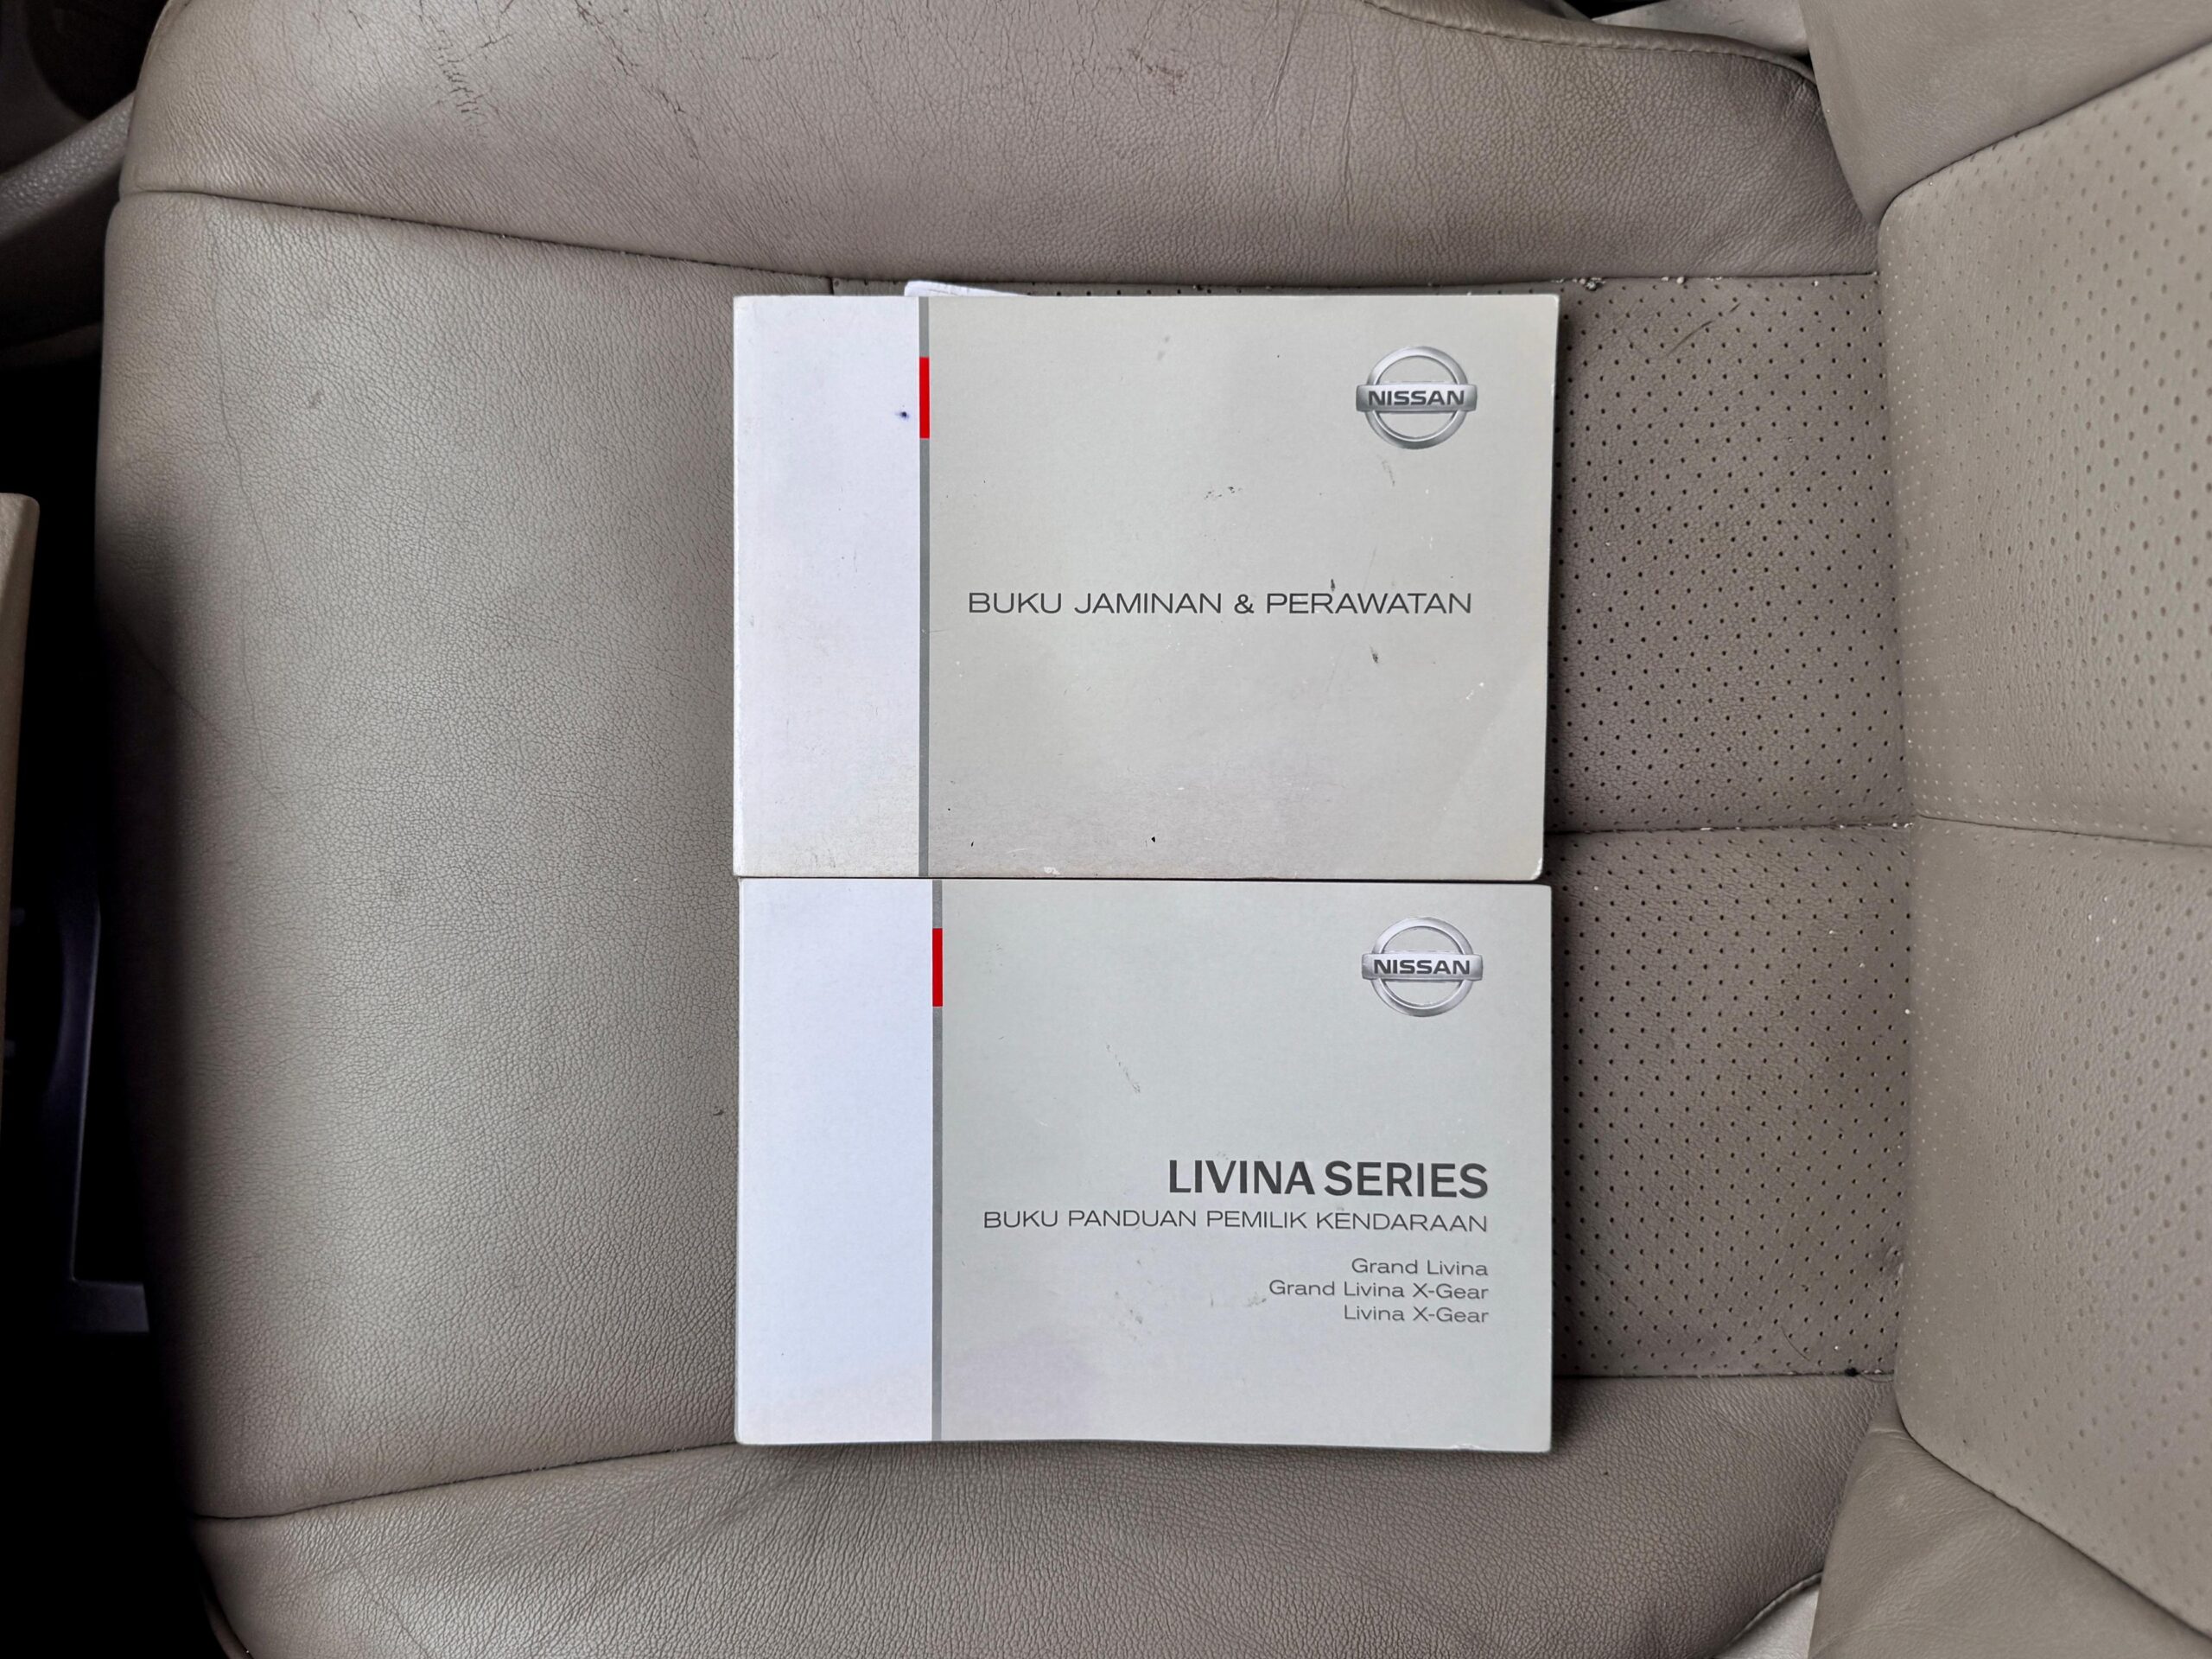 NISSAN
BUKU JAMINAN & PERAWATAN
NISSAN
LIVINA SERIES
BUKU PANDUAN PEMILIK KENDARAAN
Grand Livina
Grand Livina X-Gear
Livina X-Gear